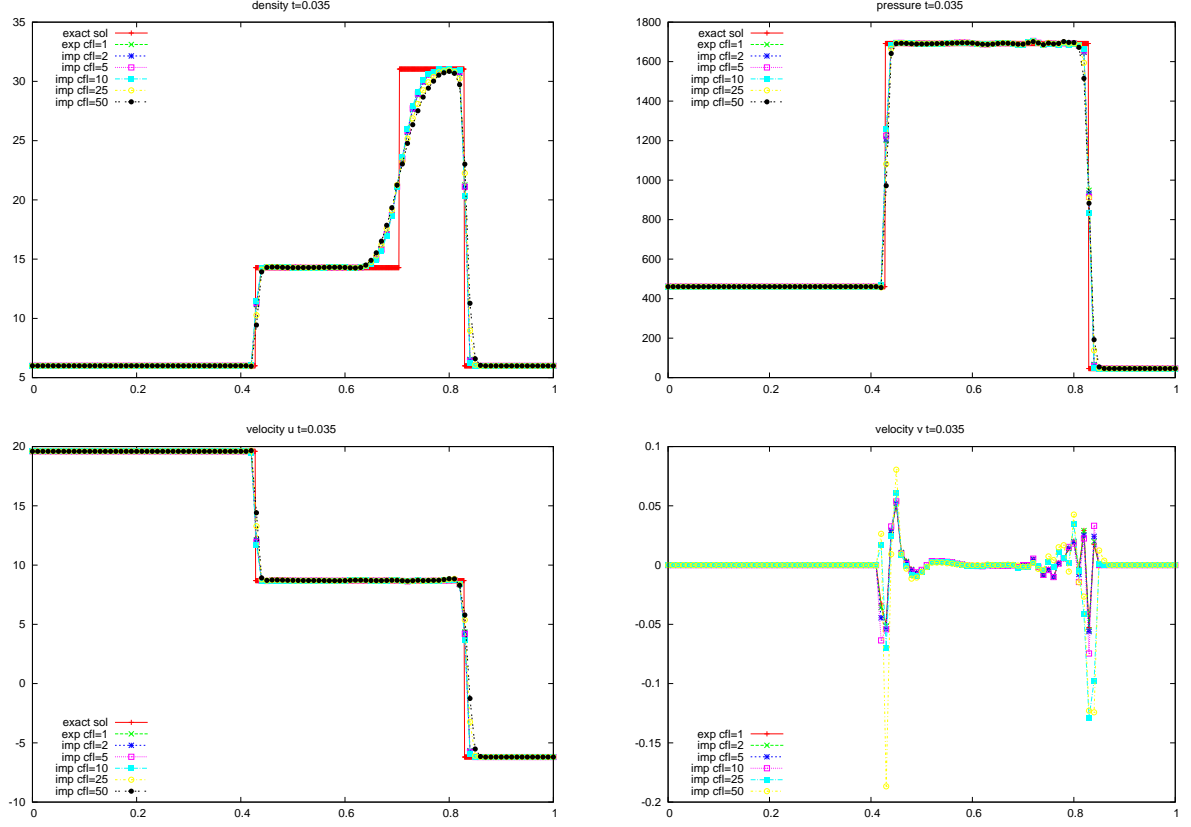 density t=0.035
35
30
25
20
15
10
5
0
0.2
0.4
0.6
0.8
1
exact sol
exp cfl=1
imp cfl=2
imp cfl=5
imp cfl=10
imp cfl=25
imp cfl=50
pressure t=0.035
1800
1600
1400
1200
1000
800
600
400
200
0
0
0.2
0.4
0.6
0.8
1
exact sol
exp cfl=1
imp cfl=2
imp cfl=5
imp cfl=10
imp cfl=25
imp cfl=50
velocity u t=0.035
20
15
10
5
0
-5
-10
0
0.2
0.4
0.6
0.8
1
exact sol
exp cfl=1
imp cfl=2
imp cfl=5
imp cfl=10
imp cfl=25
imp cfl=50
velocity v t=0.035
0.1
0.05
0
-0.05
-0.1
-0.15
-0.2
0
0.2
0.4
0.6
0.8
1
exp cfl=1
imp cfl=2
imp cfl=5
imp cfl=10
imp cfl=25
imp cfl=50